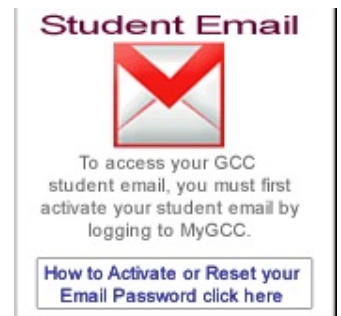 Student Email
To access your GCC
student email, you must first
activate your student email by
logging to MyGCC.
How to Activate or Reset your
Email Password click here